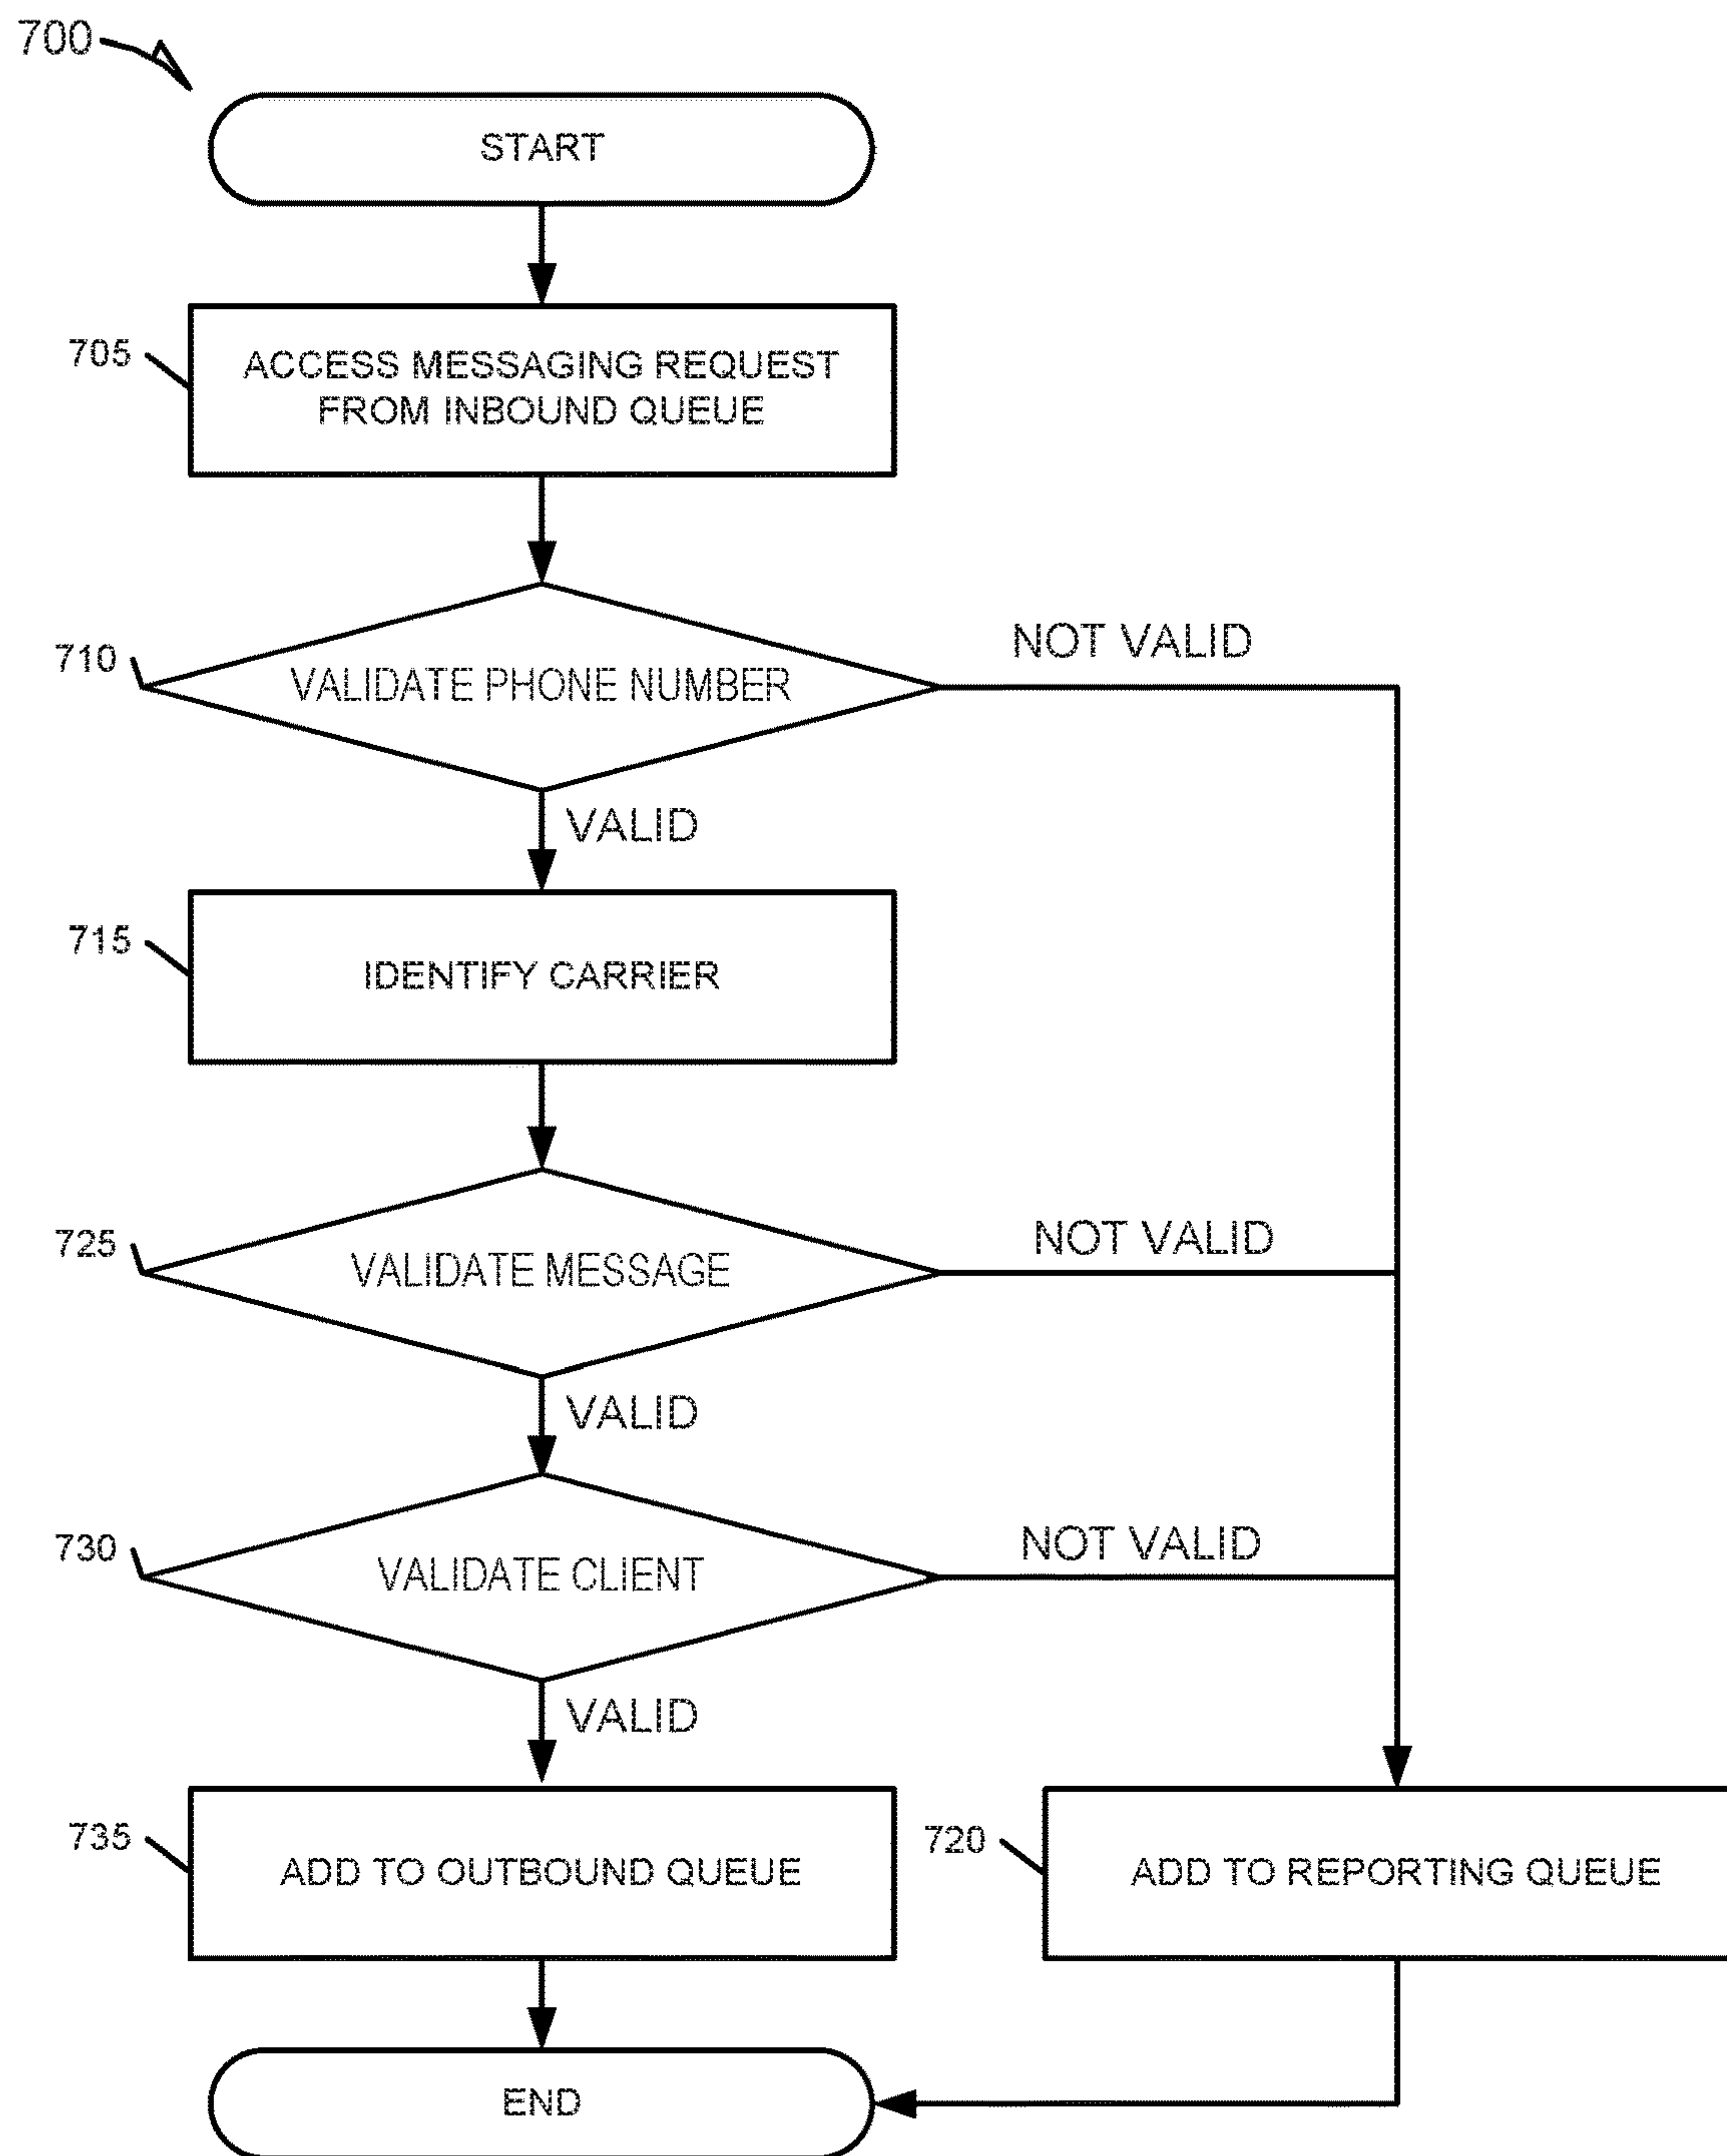 700
START
705
ACCESS MESSAGING REQUEST
FROM INBOUND QUEUE
710
VALIDATE PHONE NUMBER
NOT VALID
VALID
715
IDENTIFY CARRIER
725
VALIDATE MESSAGE
NOT VALID
VALID
730
VALIDATE CLIENT
NOT VALID
VALID
735
ADD TO OUTBOUND QUEUE
720
ADD TO REPORTING QUEUE
END